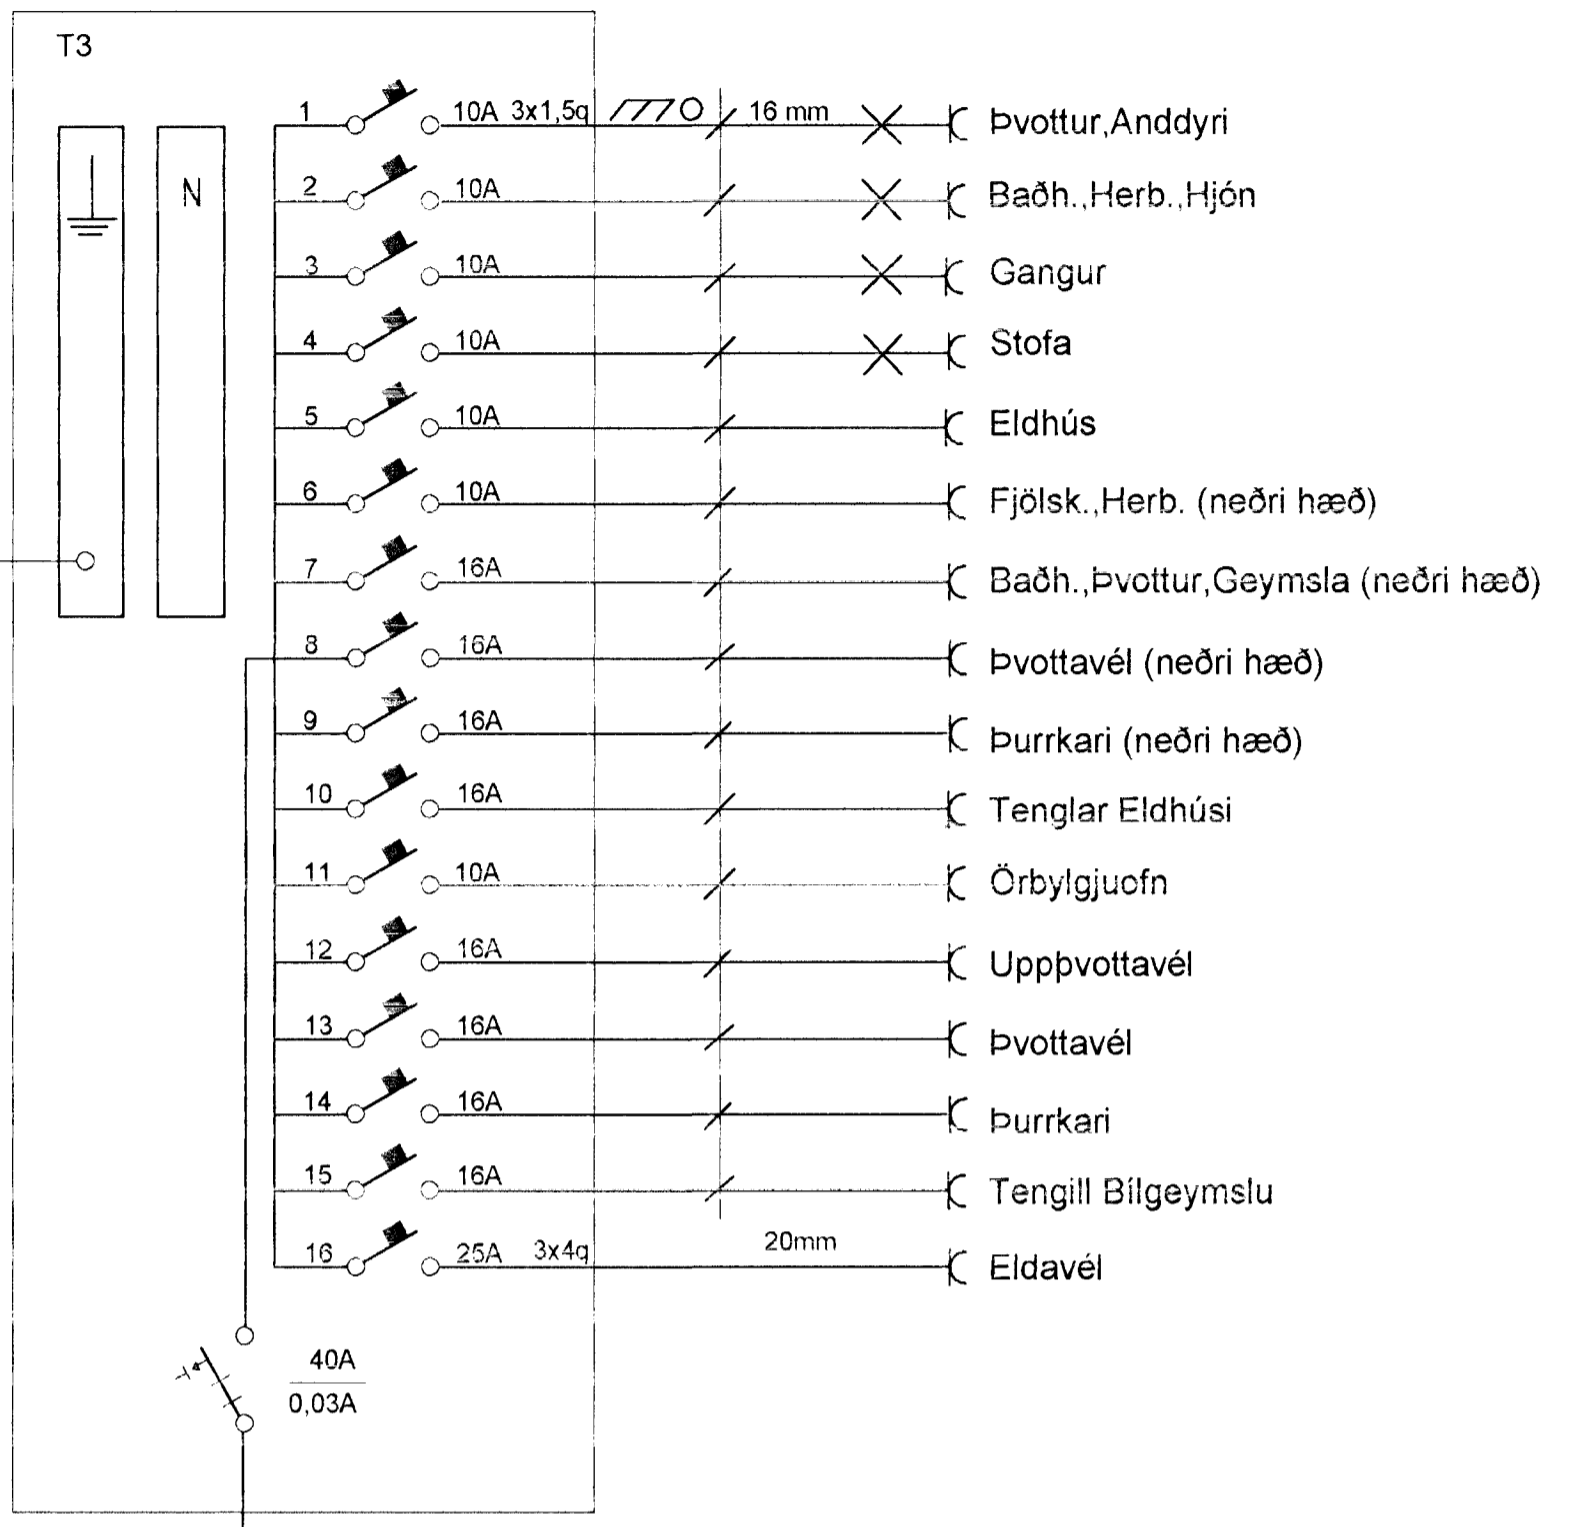 T3
N
1 10A 3x1,5q 16 mm Þvottur,Anddyri
2 10A Baðh.,Herb.,Hjón
3 10A Gangur
4 10A Stofa
5 10A Eldhús
6 10A Fjölsk.,Herb. (neðri hæð)
7 16A Baðh.,Þvottur,Geymsla (neðri hæð)
8 16A Þvottavél (neðri hæð)
9 16A Þurrkari (neðri hæð)
10 16A Tenglar Eldhúsi
11 10A Örbylgjuofn
12 16A Uppþvottavél
13 16A Þvottavél
14 16A Þurrkari
15 16A Tengill Bílgeymslu
16 25A 3x4q 20mm Eldavél
40A
0,03A